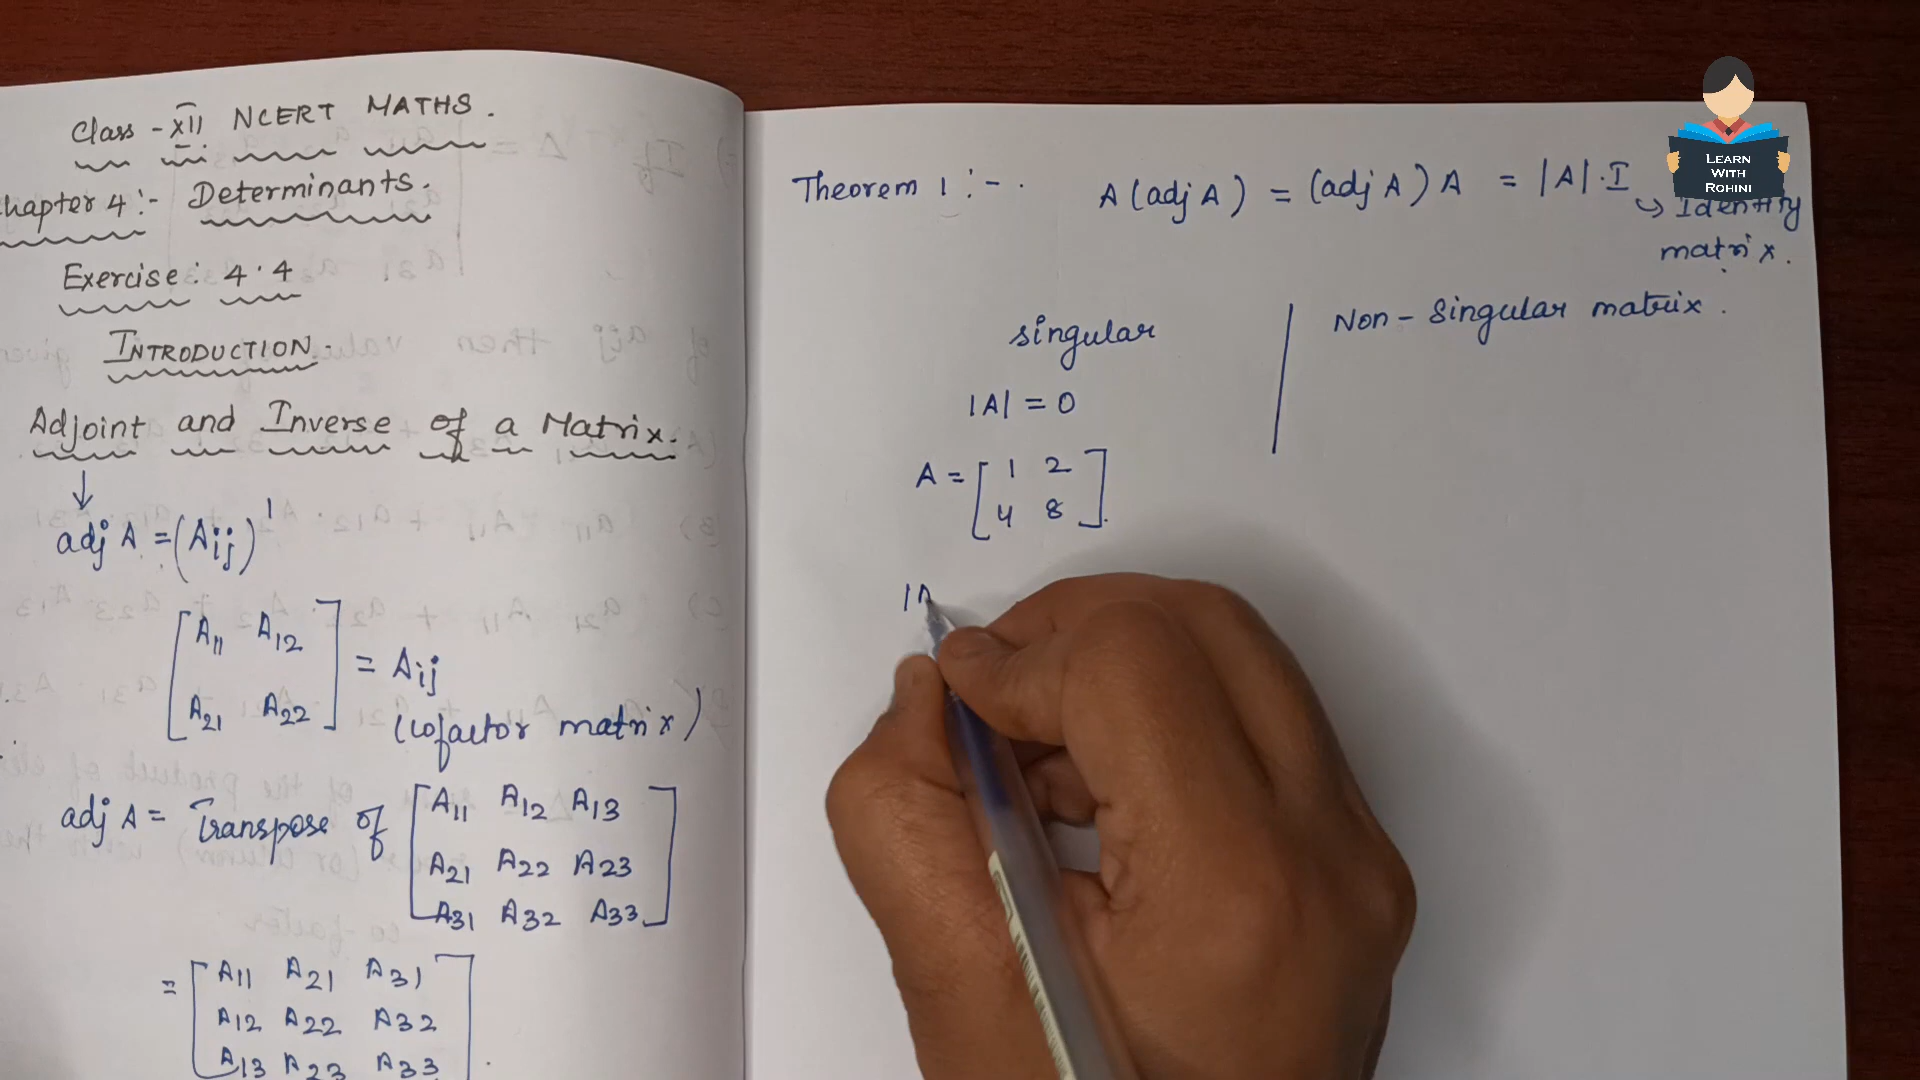 Class - XII NCERT MATHS.
Chapter 4:- Determinants.
Exercise: 4.4
INTRODUCTION.
Adjoint and Inverse of a Matrix.
↓
adj A = (Aij)'
[A11 A12
A21 A22] = Aij
(cofactor matrix)
adj A = Transpose of [A11 A12 A13
A21 A22 A23
A31 A32 A33]
= [A11 A21 A31
A12 A22 A32
A13 A23 A33].
Theorem 1:-. A(adj A) = (adj A) A = |A|.I
↪ Identity
matrix.
singular | Non-Singular matrix.
|A| = 0
A = [1 2
4 8].
|A
LEARN
WITH
ROHINI